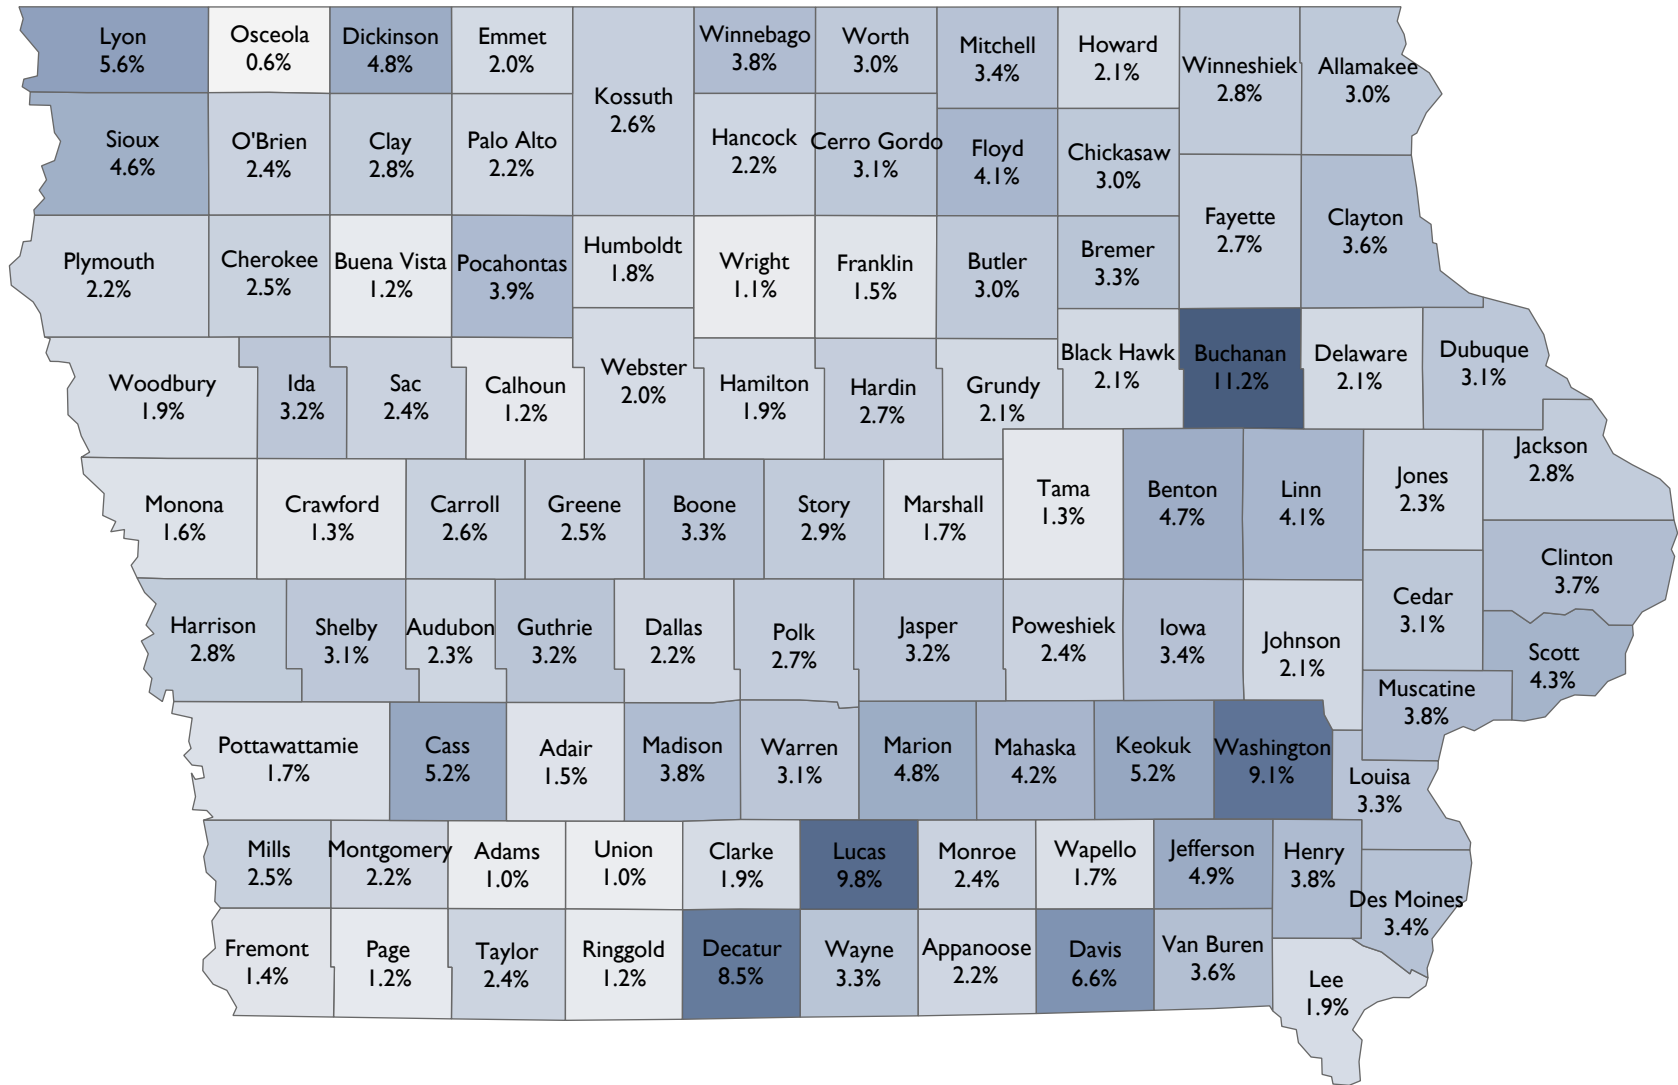 Lyon
5.6%
Osceola
0.6%
Dickinson
4.8%
Emmet
2.0%
Kossuth
2.6%
Winnebago
3.8%
Worth
3.0%
Mitchell
3.4%
Howard
2.1%
Winneshiek
2.8%
Allamakee
3.0%
Sioux
4.6%
O'Brien
2.4%
Clay
2.8%
Palo Alto
2.2%
Hancock
2.2%
Cerro Gordo
3.1%
Floyd
4.1%
Chickasaw
3.0%
Plymouth
2.2%
Cherokee
2.5%
Buena Vista
1.2%
Pocahontas
3.9%
Humboldt
1.8%
Wright
1.1%
Franklin
1.5%
Butler
3.0%
Bremer
3.3%
Fayette
2.7%
Clayton
3.6%
Woodbury
1.9%
Ida
3.2%
Sac
2.4%
Calhoun
1.2%
Webster
2.0%
Hamilton
1.9%
Hardin
2.7%
Grundy
2.1%
Black Hawk
2.1%
Buchanan
11.2%
Delaware
2.1%
Dubuque
3.1%
Monona
1.6%
Crawford
1.3%
Carroll
2.6%
Greene
2.5%
Boone
3.3%
Story
2.9%
Marshall
1.7%
Tama
1.3%
Benton
4.7%
Linn
4.1%
Jones
2.3%
Jackson
2.8%
Clinton
3.7%
Harrison
2.8%
Shelby
3.1%
Audubon
2.3%
Guthrie
3.2%
Dallas
2.2%
Polk
2.7%
Jasper
3.2%
Poweshiek
2.4%
Iowa
3.4%
Johnson
2.1%
Cedar
3.1%
Scott
4.3%
Muscatine
3.8%
Pottawattamie
1.7%
Cass
5.2%
Adair
1.5%
Madison
3.8%
Warren
3.1%
Marion
4.8%
Mahaska
4.2%
Keokuk
5.2%
Washington
9.1%
Louisa
3.3%
Mills
2.5%
Montgomery
2.2%
Adams
1.0%
Union
1.0%
Clarke
1.9%
Lucas
9.8%
Monroe
2.4%
Wapello
1.7%
Jefferson
4.9%
Henry
3.8%
Des Moines
3.4%
Fremont
1.4%
Page
1.2%
Taylor
2.4%
Ringgold
1.2%
Decatur
8.5%
Wayne
3.3%
Appanoose
2.2%
Davis
6.6%
Van Buren
3.6%
Lee
1.9%